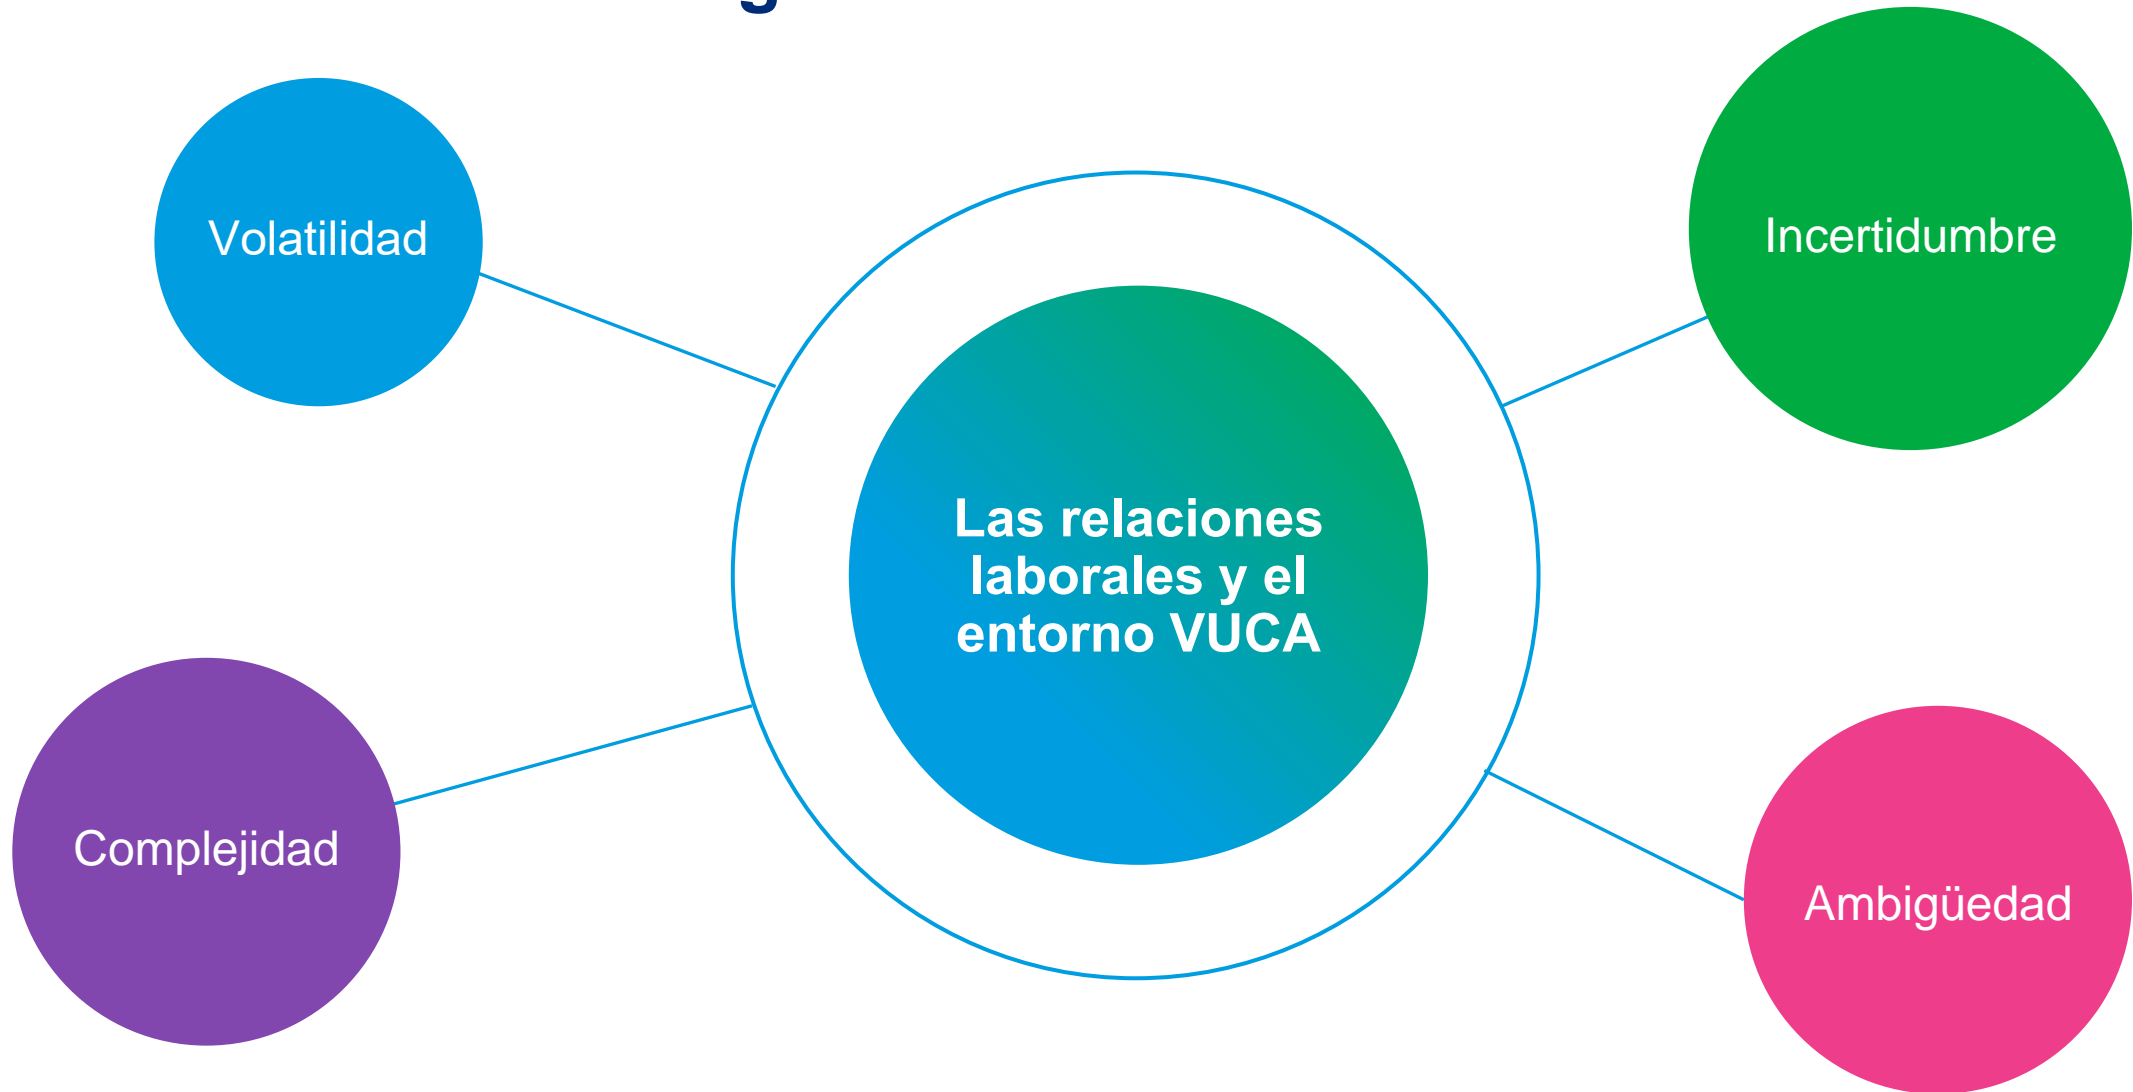 Volatilidad
Incertidumbre
Las relaciones
laborales y el
entorno VUCA
Complejidad
Ambigüedad